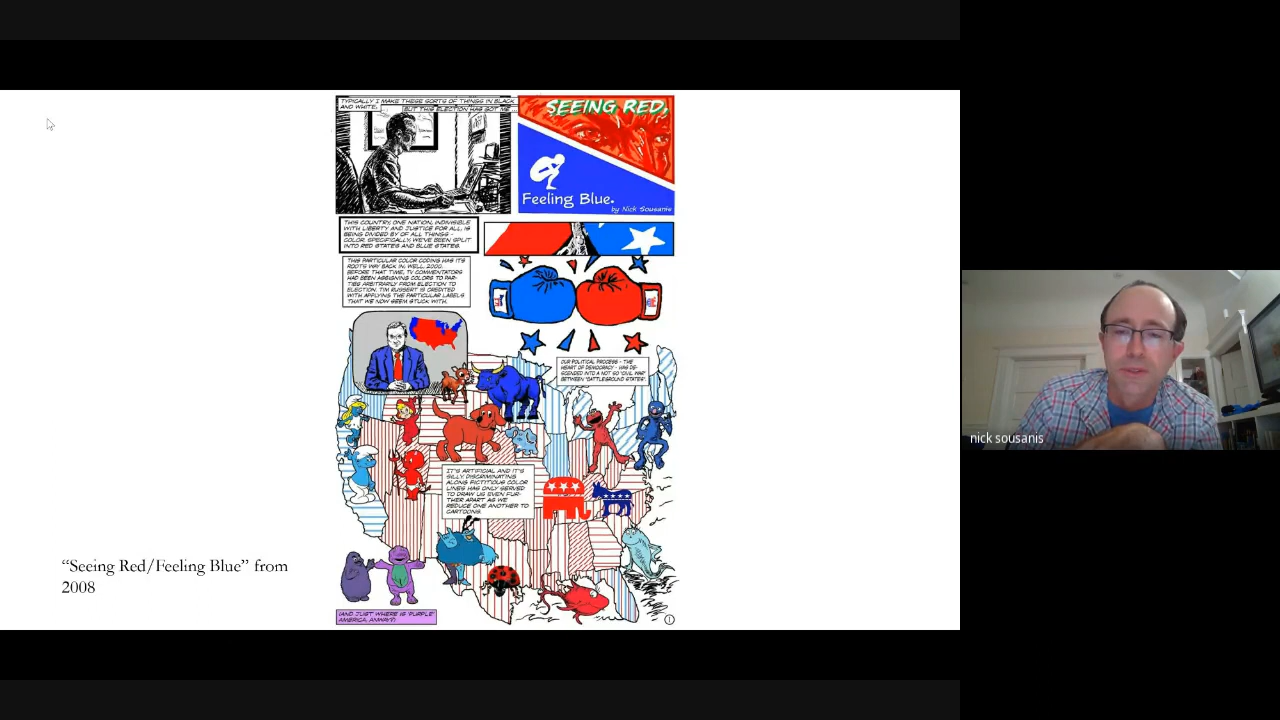 TYPICALLY I MAKE THESE SORTS OF THINGS IN BLACK
AND WHITE.
BUT THIS ELECTION HAS GOT ME ...
SEEING RED,
Feeling Blue.
by Nick Sousanis
THIS COUNTRY, ONE NATION, INDIVISIBLE
WITH LIBERTY AND JUSTICE FOR ALL, IS
BEING DIVIDED BY OF ALL THINGS -
COLOR. SPECIFICALLY, WE'VE BEEN SPLIT
INTO RED STATES AND BLUE STATES.
THIS PARTICULAR COLOR CODING HAS ITS
ROOTS WAY BACK IN, WELL, 2000.
BEFORE THAT TIME, TV COMMENTATORS
HAD BEEN ASSIGNING COLORS TO PAR-
TIES ARBITRARILY FROM ELECTION TO
ELECTION. TIM RUSSERT IS CREDITED
WITH APPLYING THE PARTICULAR LABELS
THAT WE NOW SEEM STUCK WITH.
OUR POLITICAL PROCESS - THE
HEART OF DEMOCRACY - HAS DE-
SCENDED INTO A NOT SO 'CIVIL WAR'
BETWEEN "BATTLEGROUND STATES".
IT'S ARTIFICIAL AND IT'S
SILLY. DISCRIMINATING
ALONG FICTITIOUS COLOR
LINES HAS ONLY SERVED
TO DRAW US EVEN FUR-
THER APART AS WE
REDUCE ONE ANOTHER TO
CARTOONS.
(AND JUST WHERE IS 'PURPLE'
AMERICA, ANWAY?)
1
"Seeing Red/Feeling Blue" from
2008
nick sousanis